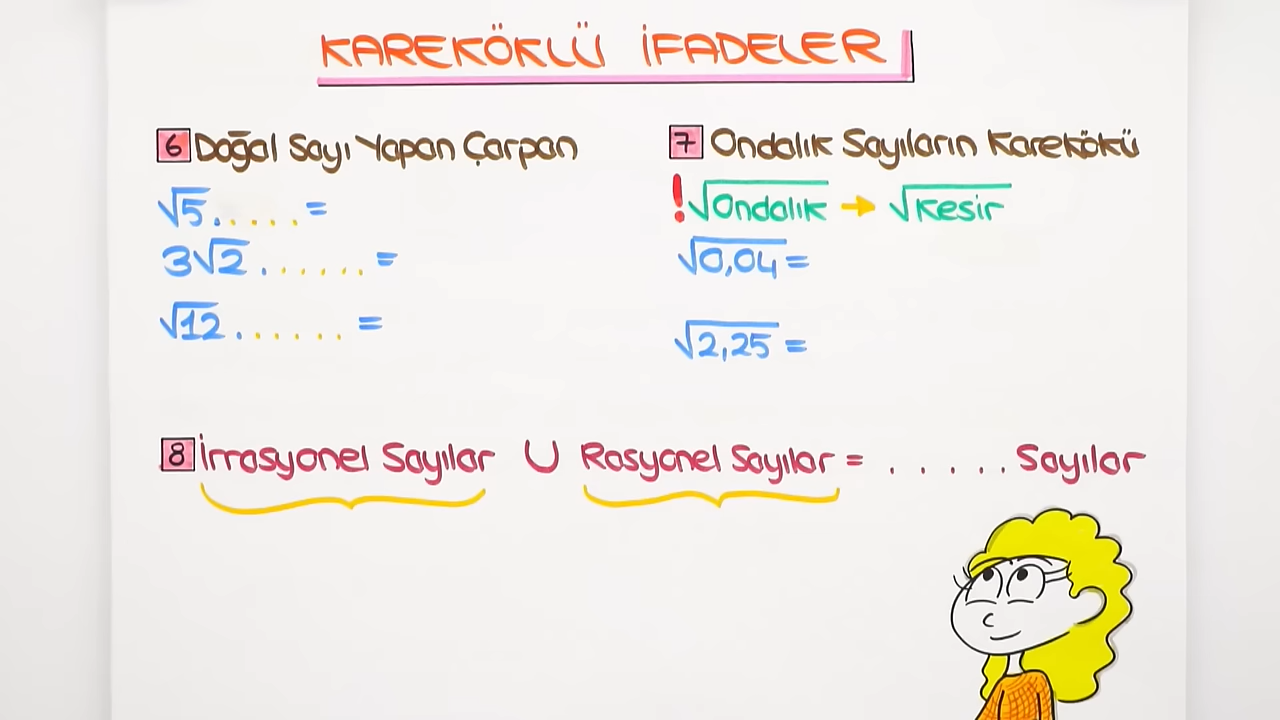 KAREKÖKLÜ İFADELER
6 Doğal Sayı Yapan Çarpan
√5 . . . . . =
3√2 . . . . . . . =
√12 . . . . . . =
7 Ondalık Sayıların Karekökü
! √Ondalık → √Kesir
√0,04 =
√2,25 =
8 İrrasyonel Sayılar ∪ Rasyonel Sayılar = . . . . . Sayılar